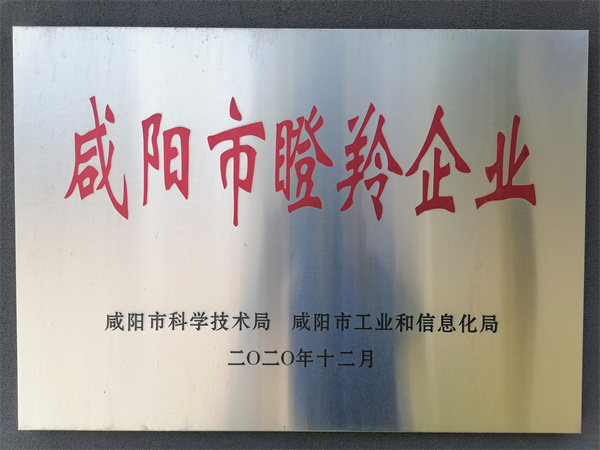 咸阳市瞪羚企业
咸阳市科学技术局 咸阳市工业和信息化局
二〇二〇年十二月